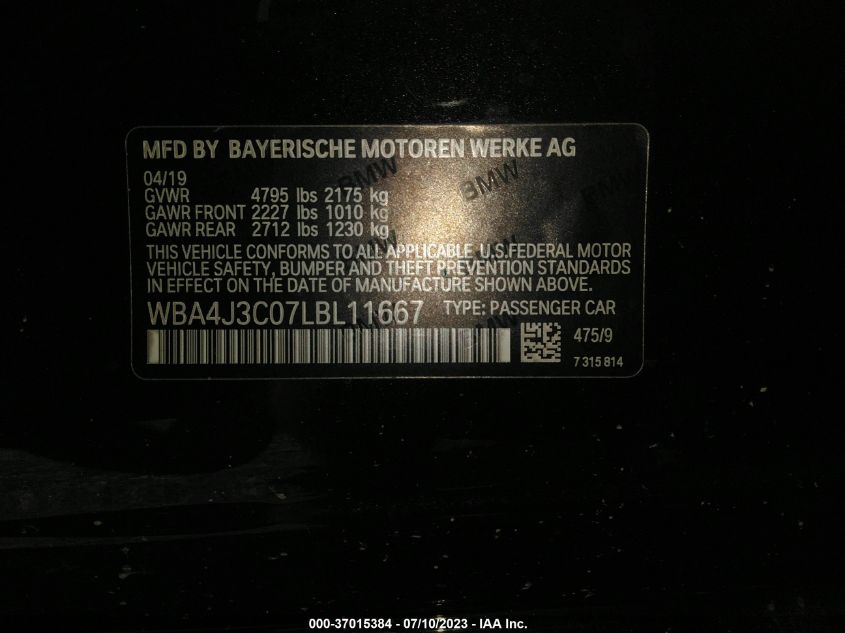 MFD BY BAYERISCHE MOTOREN WERKE AG
04/19
GVWR 4795 lbs 2175 kg
GAWR FRONT 2227 lbs 1010 kg
GAWR REAR 2712 lbs 1230 kg
THIS VEHICLE CONFORMS TO ALL APPLICABLE U.S.FEDERAL MOTOR
VEHICLE SAFETY, BUMPER AND THEFT PREVENTION STANDARDS
IN EFFECT ON THE DATE OF MANUFACTURE SHOWN ABOVE.
WBA4J3C07LBL11667 TYPE: PASSENGER CAR
475/9
7 315 814
BMW
BMW
BMW
000-37015384 - 07/10/2023 - IAA Inc.